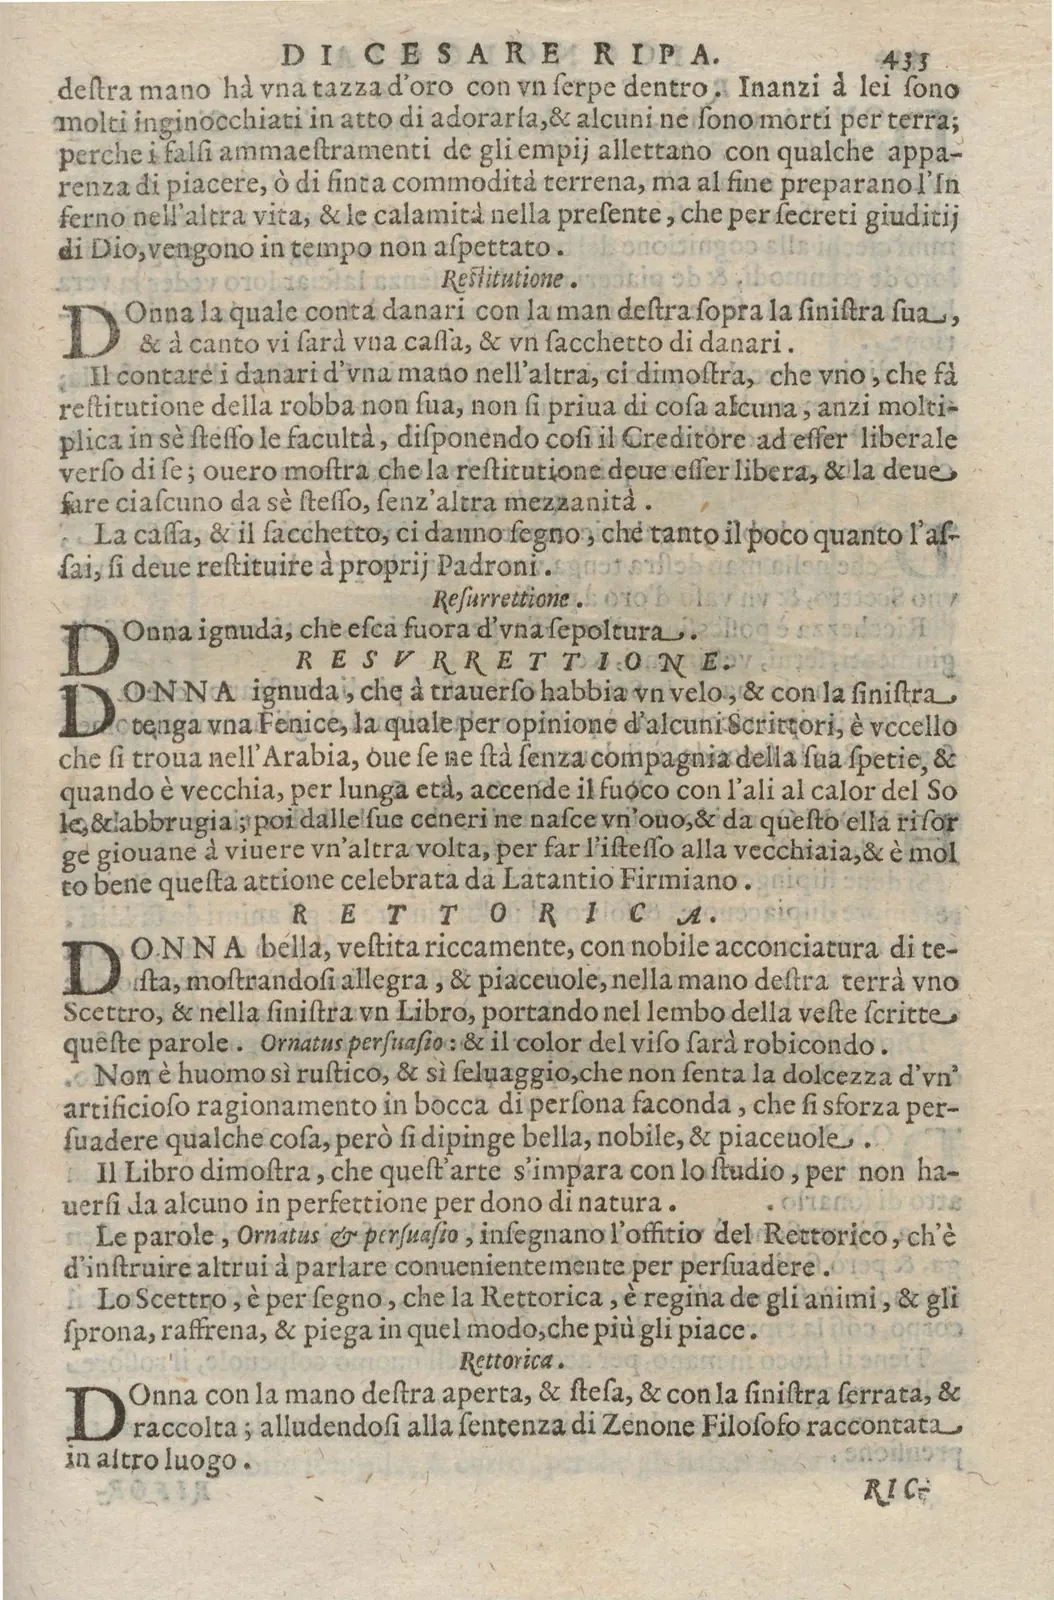 DI CESARE RIPA. 433
deſtra mano hà vna tazza d'oro con vn ſerpe dentro. Inanzi à lei ſono
molti inginocchiati in atto di adorarla,& alcuni ne ſono morti per terra;
perche i falſi ammaeſtramenti de gli empij allettano con qualche appa-
renza di piacere, ò di finta commodità terrena, ma al fine preparano l'In
ferno nell'altra vita, & le calamità nella preſente, che per ſecreti giuditij
di Dio, vengono in tempo non aſpettato.
Reſtitutione.
DOnna la quale conta danari con la man deſtra ſopra la ſiniſtra ſua,
& à canto vi ſarà vna caſſa, & vn ſacchetto di danari.
Il contare i danari d'vna mano nell'altra, ci dimoſtra, che vno, che fà
reſtitutione della robba non ſua, non ſi priua di coſa alcuna, anzi molti-
plica in sè ſteſſo le facultà, diſponendo coſi il Creditore ad eſſer liberale
verſo di ſe; ouero moſtra che la reſtitutione deue eſſer libera, & la deue
fare ciaſcuno da sè ſteſſo, ſenz'altra mezzanità.
La caſſa, & il ſacchetto, ci danno ſegno, che tanto il poco quanto l'aſ-
ſai, ſi deue reſtituire à proprij Padroni.
Reſurrettione.
DOnna ignuda, che eſca fuora d'vna ſepoltura.
RESVRRETTIONE.
DONNA ignuda, che à trauerſo habbia vn velo, & con la ſiniſtra
tenga vna Fenice, la quale per opinione d'alcuni Scrittori, è vccello
che ſi troua nell'Arabia, oue ſe ne ſtà ſenza compagnia della ſua ſpetie, &
quando è vecchia, per lunga età, accende il fuoco con l'ali al calor del So
le, & abbrugia; poi dalle ſue ceneri ne naſce vn'ouo, & da queſto ella riſor
ge giouane à viuere vn'altra volta, per far l'iſteſſo alla vecchiaia, & è mol
to bene queſta attione celebrata da Latantio Firmiano.
RETTORICA.
DONNA bella, veſtita riccamente, con nobile acconciatura di te-
ſta, moſtrandoſi allegra, & piaceuole, nella mano deſtra terrà vno
Scettro, & nella ſiniſtra vn Libro, portando nel lembo della veſte ſcritte
queſte parole. Ornatus perſuaſio: & il color del viſo ſarà robicondo.
Non è huomo sì ruſtico, & sì ſeluaggio, che non ſenta la dolcezza d'vn'
artificioſo ragionamento in bocca di perſona faconda, che ſi sforza per-
ſuadere qualche coſa, però ſi dipinge bella, nobile, & piaceuole.
Il Libro dimoſtra, che queſt'arte s'impara con lo ſtudio, per non ha-
uerſi da alcuno in perfettione per dono di natura.
Le parole, Ornatus & perſuaſio, inſegnano l'offitio del Rettorico, ch'è
d'inſtruire altrui à parlare conuenientemente per perſuadere.
Lo Scettro, è per ſegno, che la Rettorica, è regina de gli animi, & gli
ſprona, raffrena, & piega in quel modo, che più gli piace.
Rettorica.
DOnna con la mano deſtra aperta, & ſteſa, & con la ſiniſtra ſerrata, &
raccolta; alludendoſi alla ſentenza di Zenone Filoſofo raccontata
in altro luogo.
RIC-